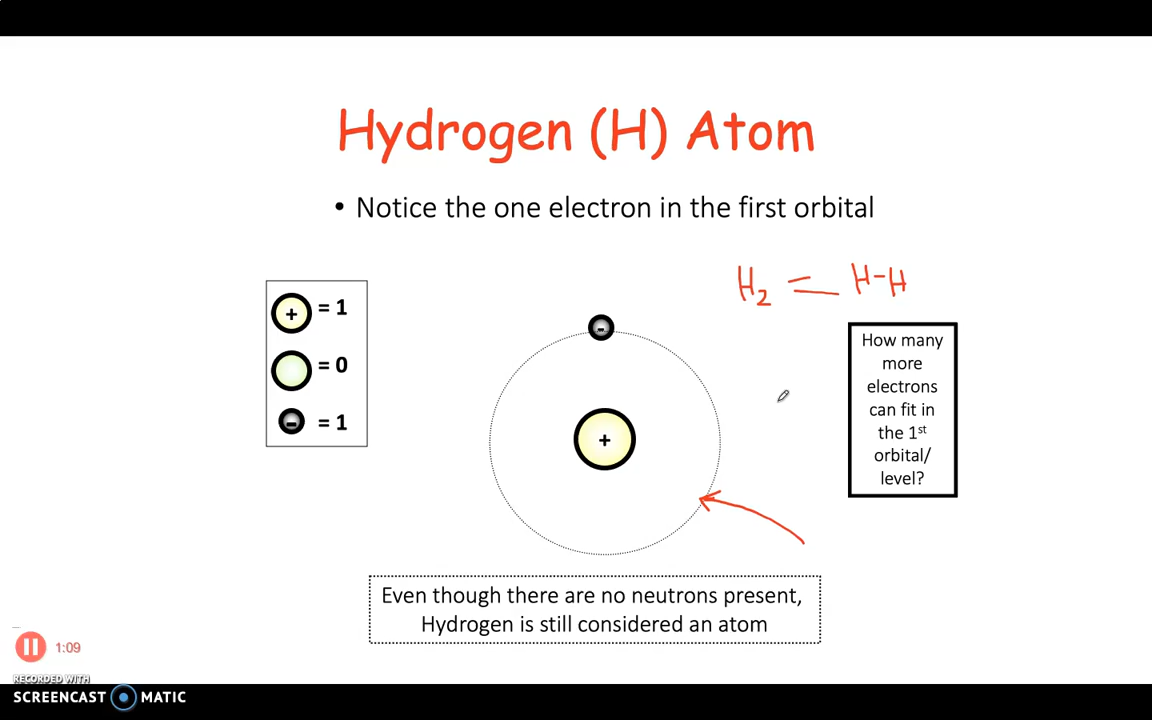 Hydrogen (H) Atom
• Notice the one electron in the first orbital
H₂ = H-H
+ = 1
= 0
- = 1
-
+
How many
more
electrons
can fit in
the 1st
orbital/
level?
Even though there are no neutrons present,
Hydrogen is still considered an atom
1:09
RECORDED WITH
SCREENCAST MATIC